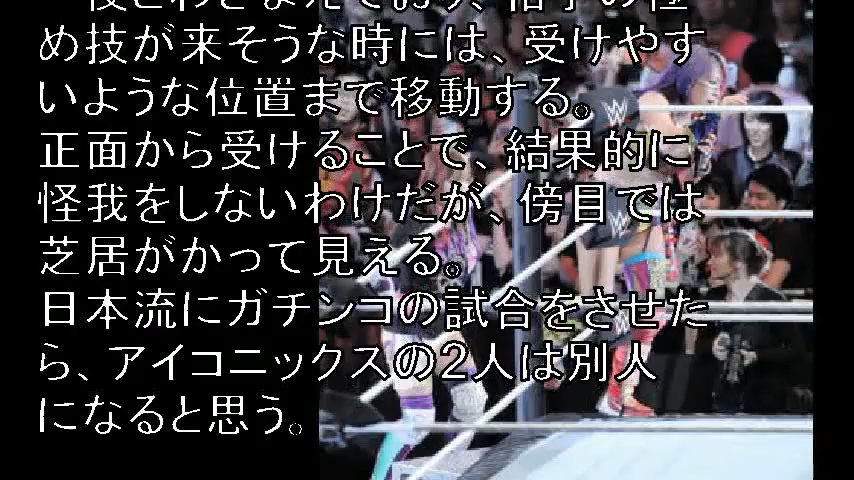 め技が来そうな時には、受けやす
いような位置まで移動する。
正面から受けることで、結果的に
怪我をしないわけだが、傍目では
芝居がかって見える。
日本流にガチンコの試合をさせた
ら、アイコニックスの２人は別人
になると思う。
W
W
W